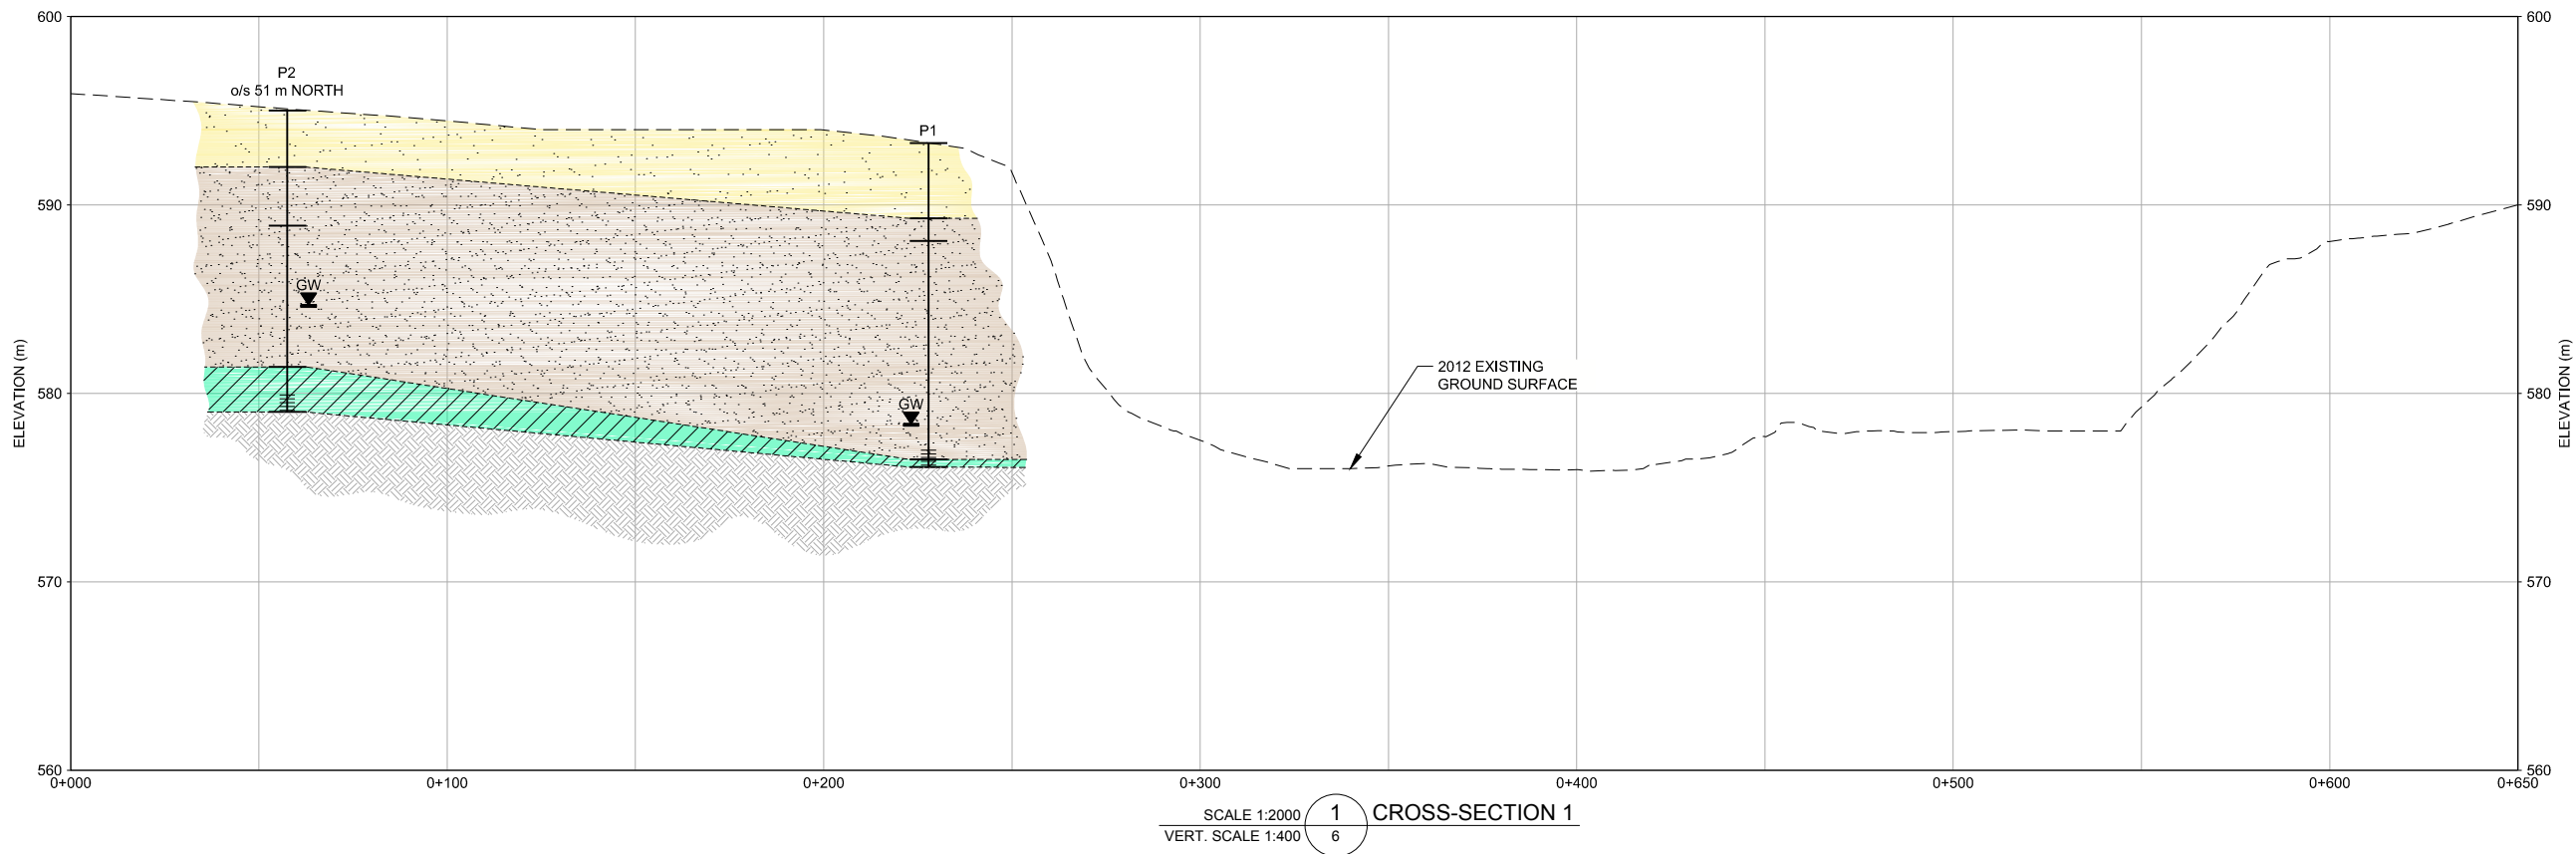 600
600
P2
o/s 51 m NORTH
P1
590
590
GW
2012 EXISTING
GROUND SURFACE
580
580
GW
ELEVATION (m)
ELEVATION (m)
570
570
560
560
0+000
0+100
0+200
0+300
0+400
0+500
0+600
0+650
SCALE 1:2000
1
CROSS-SECTION 1
VERT. SCALE 1:400
6